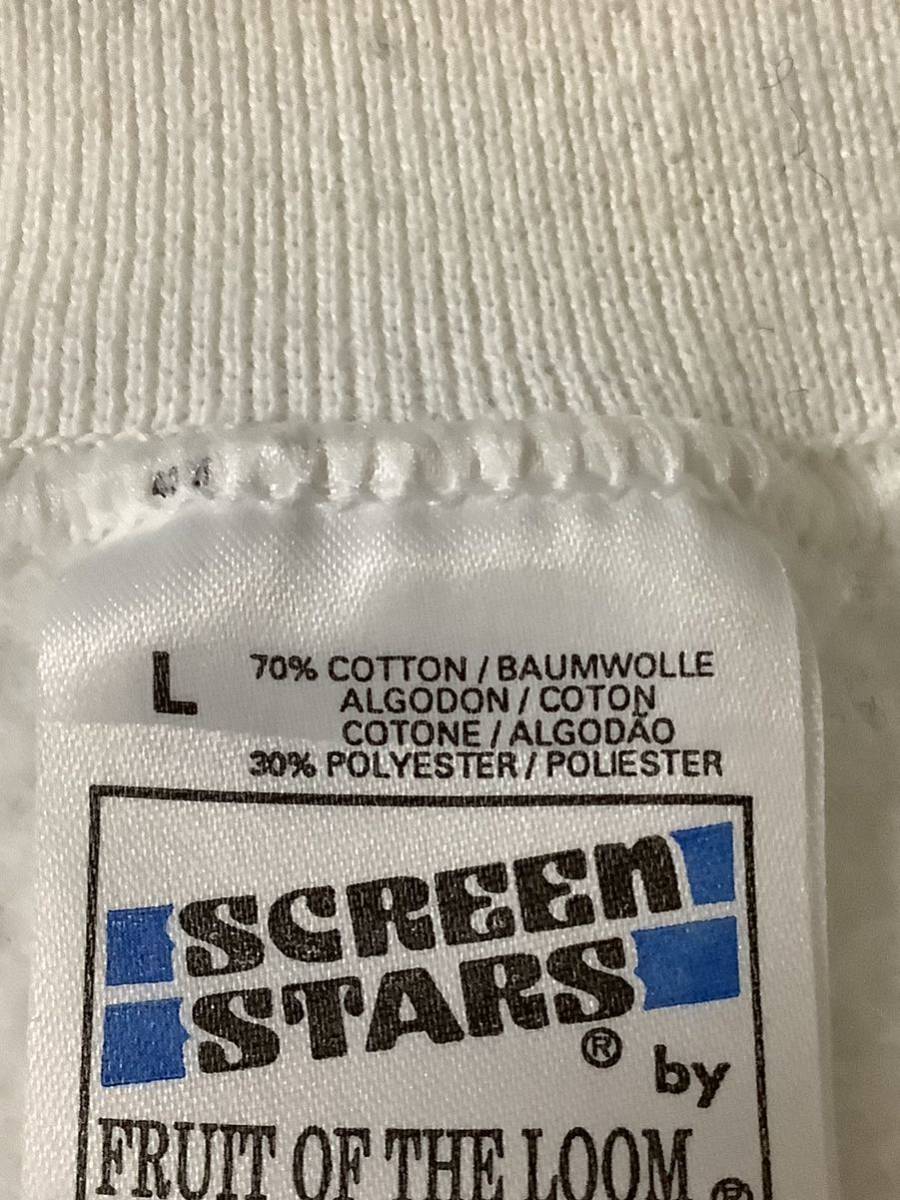 L 70% COTTON / BAUMWOLLE
ALGODON / COTON
COTONE / ALGODÃO
30% POLYESTER / POLIESTER
SCREEN
STARS
® by
FRUIT OF THE LOOM ®